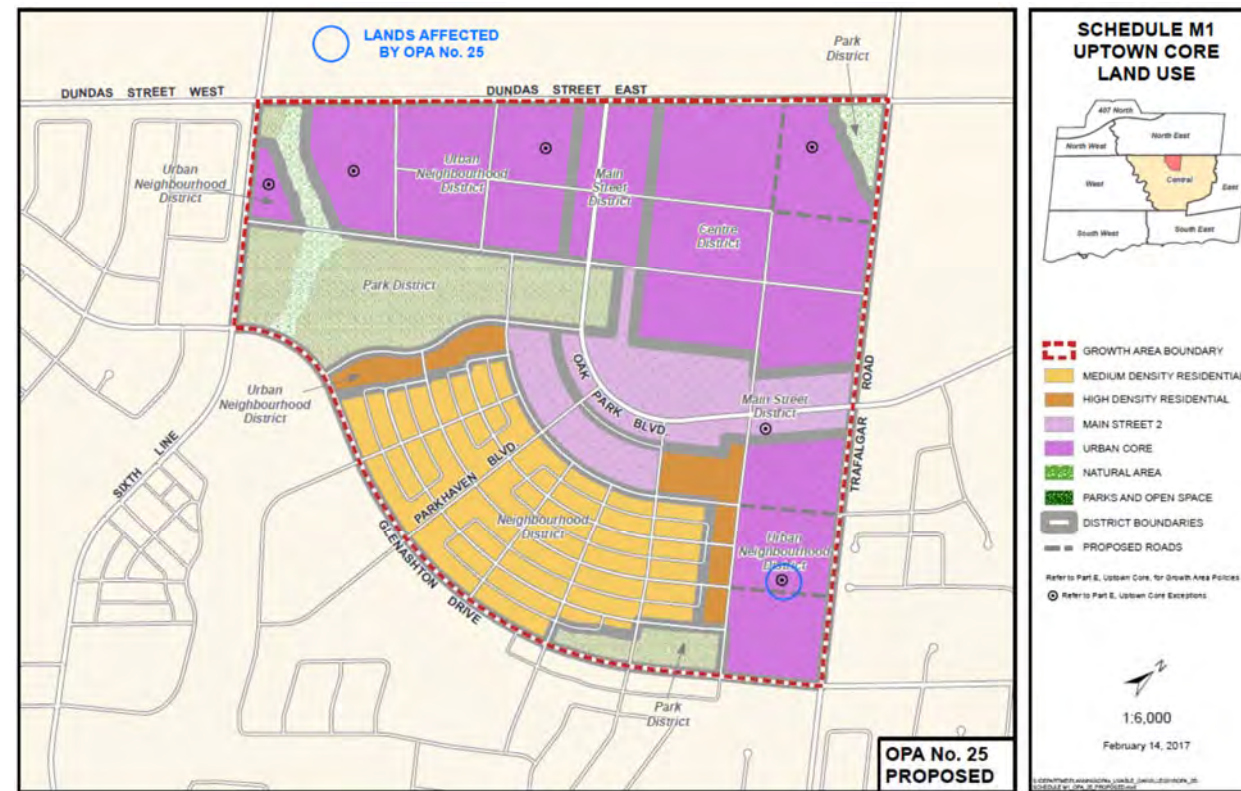 LANDS AFFECTED
BY OPA No. 25
Park
District
DUNDAS STREET WEST
DUNDAS STREET EAST
Urban
Neighbourhood
District
Urban
Neighbourhood
District
Main
Street
District
Centre
District
Park District
Urban
Neighbourhood
District
OAK PARK BLVD.
Main Street
District
TRAFALGAR ROAD
SIXTH LINE
PARKHAVEN BLVD.
Neighbourhood
District
Urban
Neighbourhood
District
GLENASHTON DRIVE
Park
District
OPA No. 25
PROPOSED
SCHEDULE M1
UPTOWN CORE
LAND USE
407 North
North West
North East
West
Central
East
South West
South East
GROWTH AREA BOUNDARY
MEDIUM DENSITY RESIDENTIAL
HIGH DENSITY RESIDENTIAL
MAIN STREET 2
URBAN CORE
NATURAL AREA
PARKS AND OPEN SPACE
DISTRICT BOUNDARIES
PROPOSED ROADS
Refer to Part E, Uptown Core, for Growth Area Policies
Refer to Part E, Uptown Core Exceptions
N
1:6,000
February 14, 2017